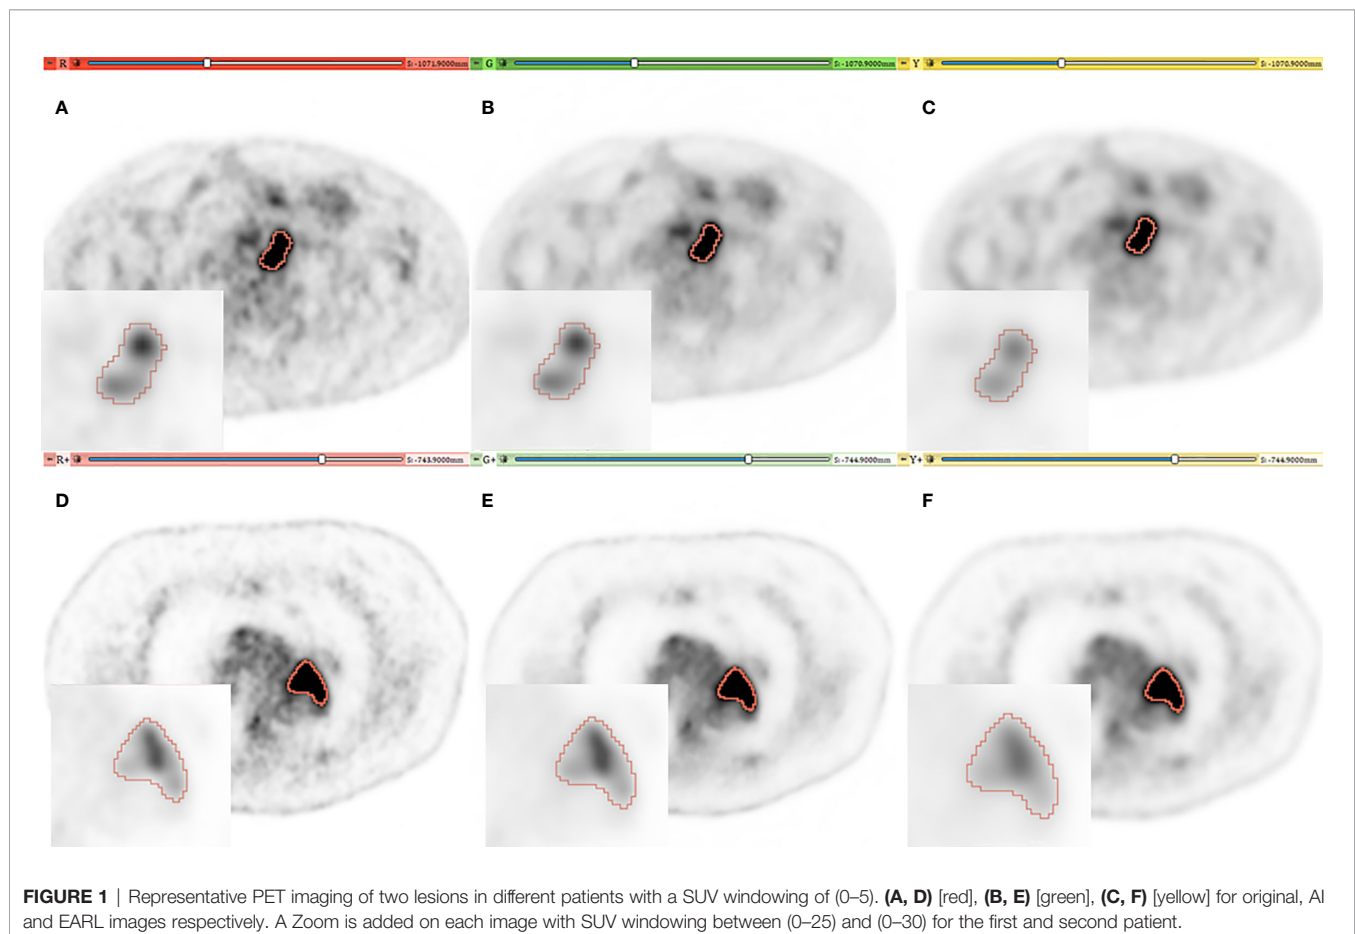 R S: -1071.9000mm G S: -1070.9000mm Y S: -1070.9000mm
A B C
R+ S: -743.9000mm G+ S: -744.9000mm Y+ S: -744.9000mm
D E F
FIGURE 1 | Representative PET imaging of two lesions in different patients with a SUV windowing of (0–5). (A, D) [red], (B, E) [green], (C, F) [yellow] for original, AI
and EARL images respectively. A Zoom is added on each image with SUV windowing between (0–25) and (0–30) for the first and second patient.